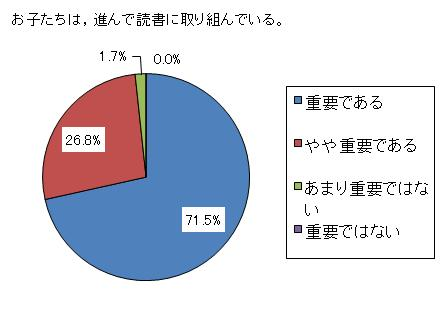 お子たちは，進んで読書に取り組んでいる。
1.7%
0.0%
26.8%
71.5%
重要である
やや重要である
あまり重要ではな
い
重要ではない